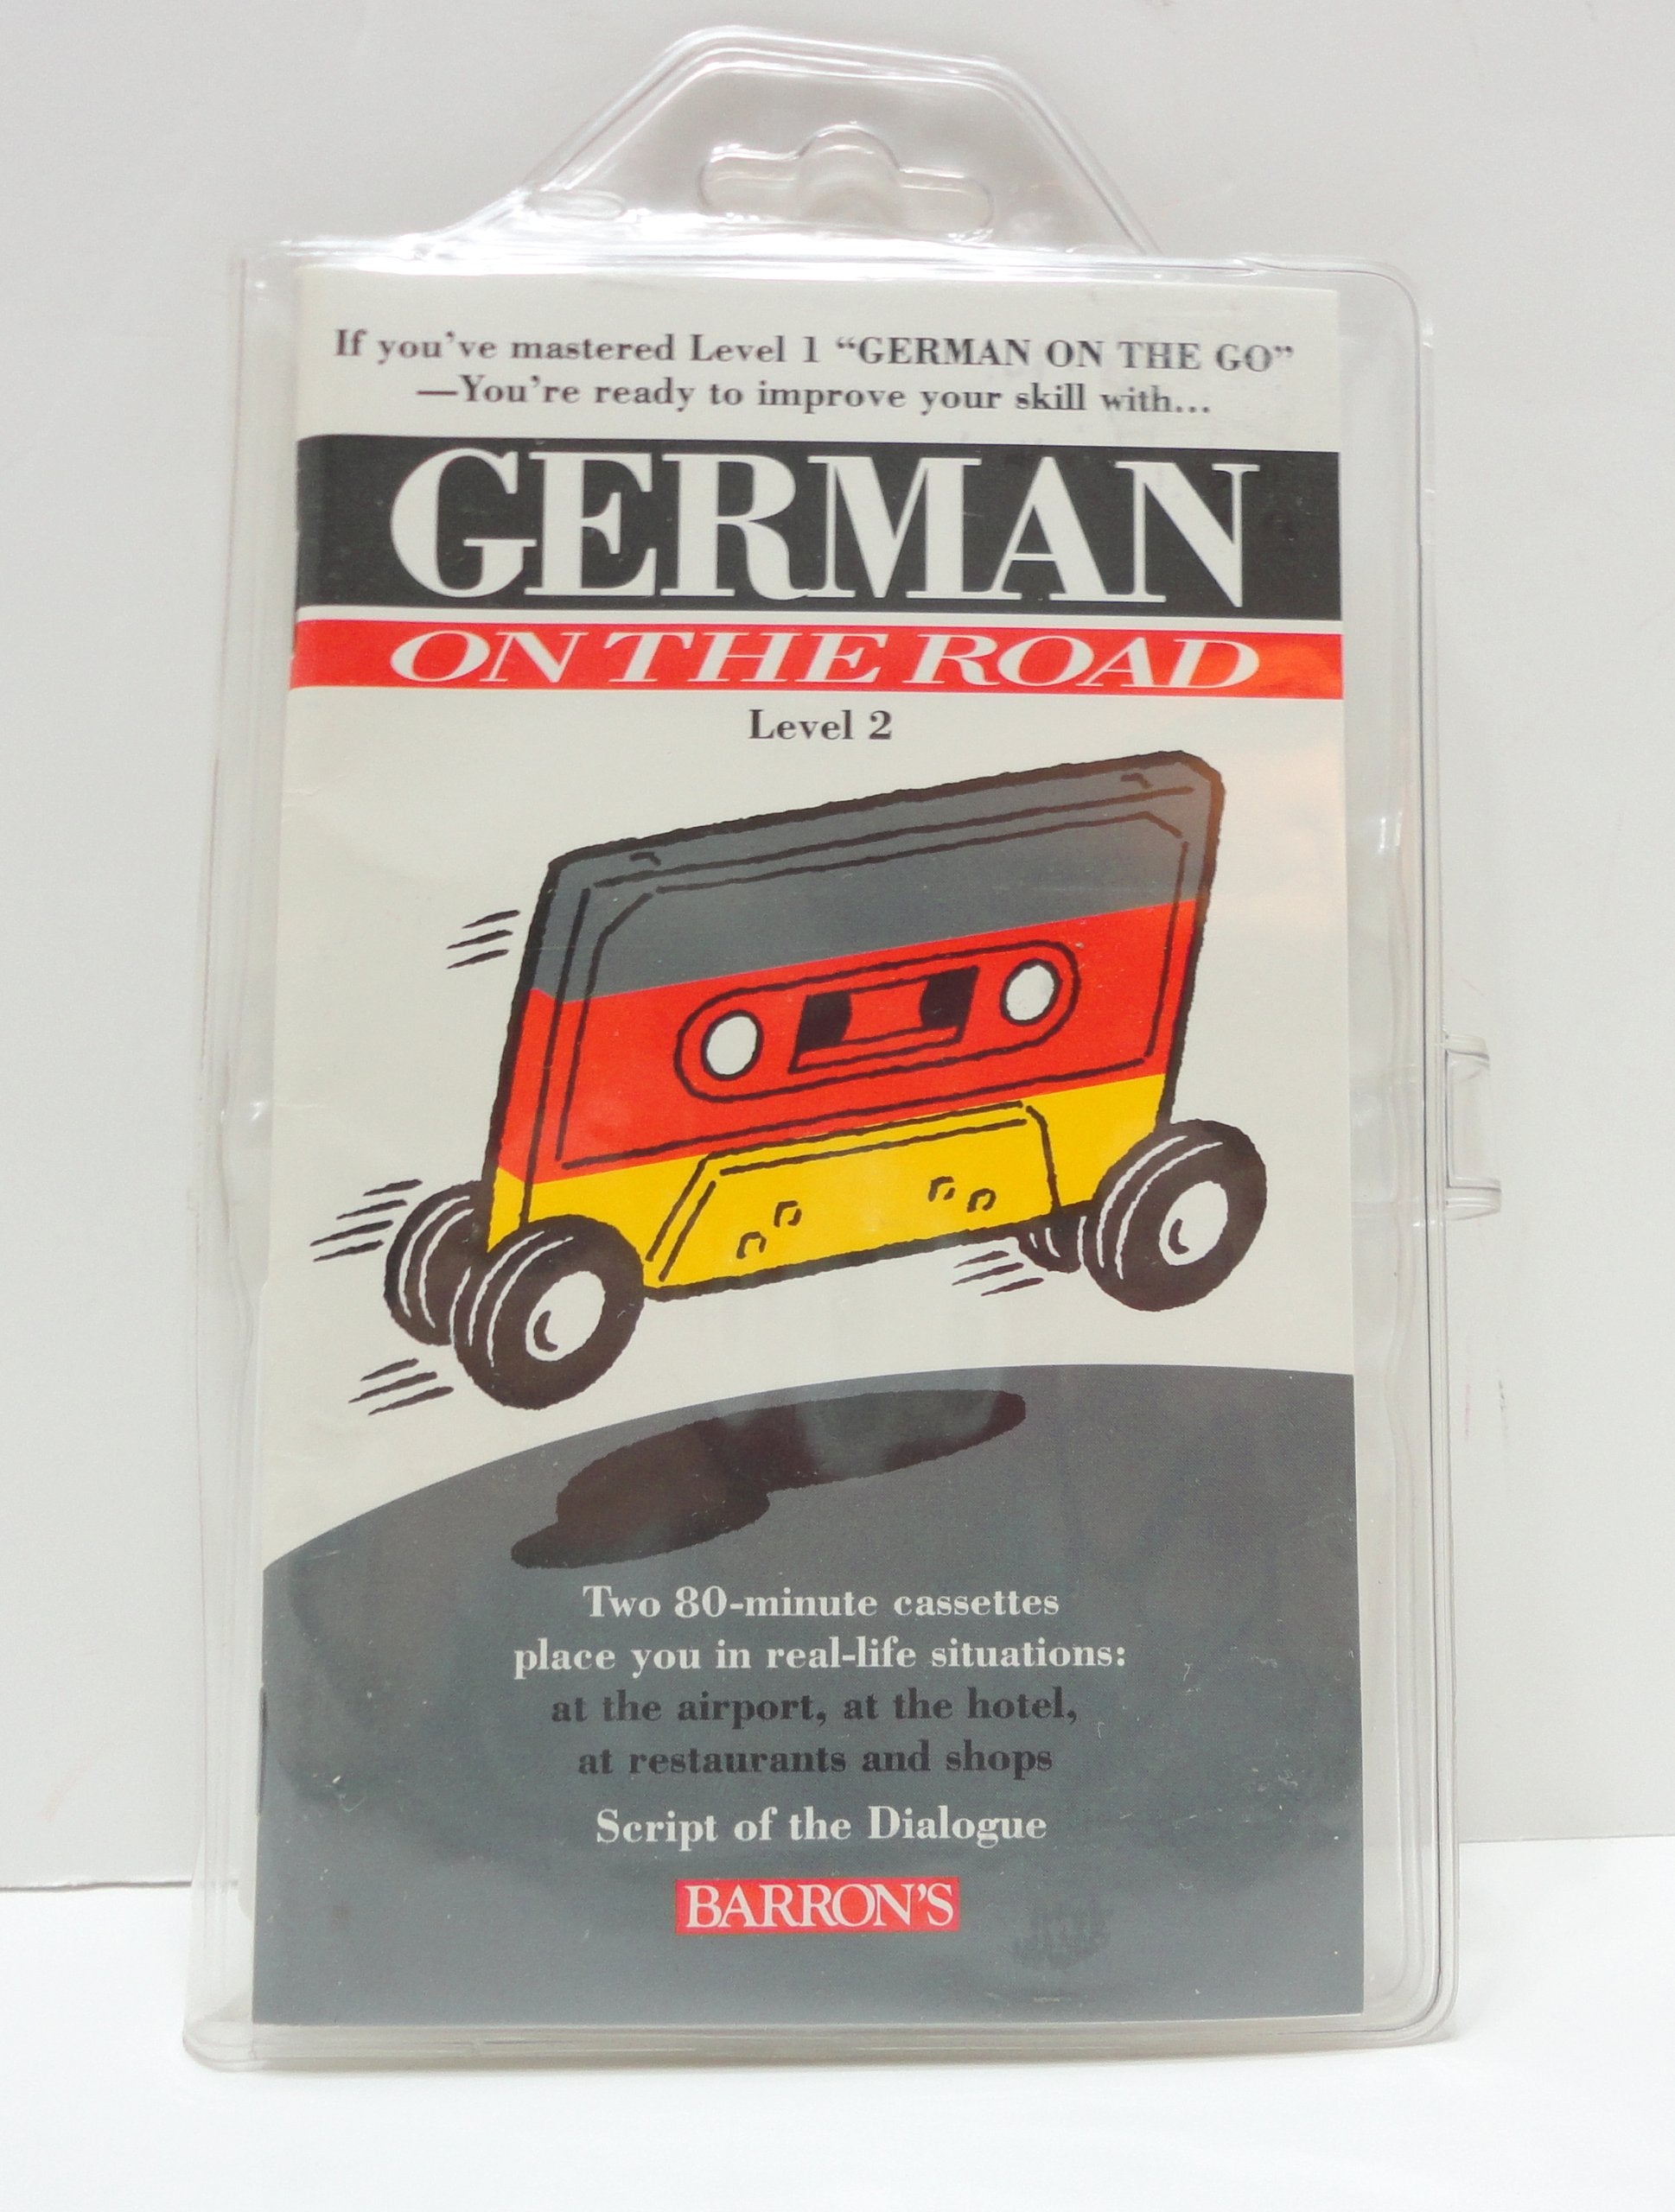 If you've mastered Level 1 “GERMAN ON THE GO”
—You're ready to improve your skill with...
GERMAN
ON THE ROAD
Level 2
Two 80-minute cassettes
place you in real-life situations:
at the airport, at the hotel,
at restaurants and shops
Script of the Dialogue
BARRON'S